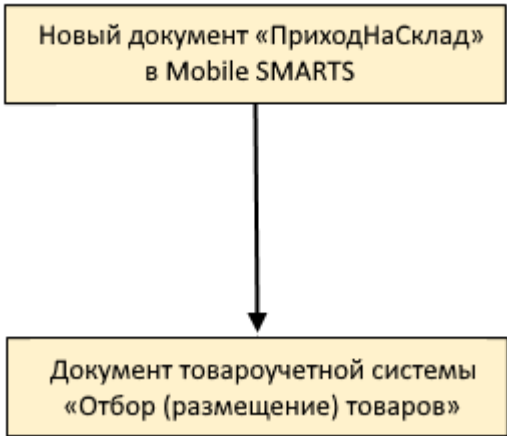 Новый документ «ПриходНаСклад»
в Mobile SMARTS
Документ товароучетной системы
«Отбор (размещение) товаров»